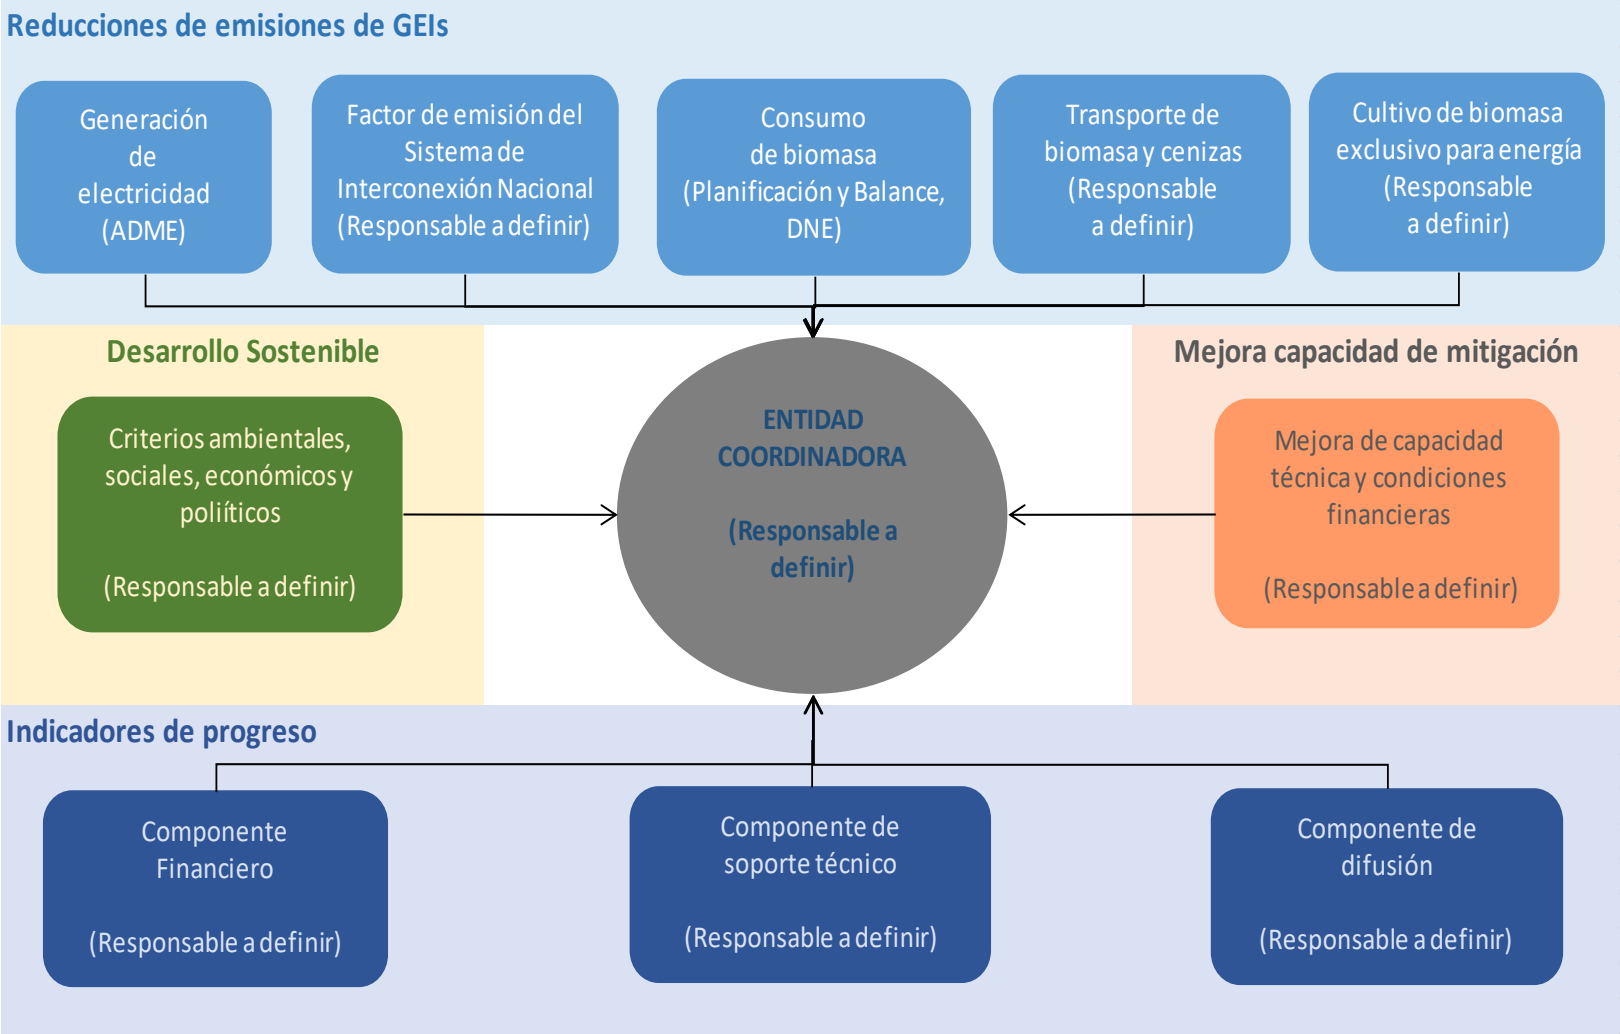 Reducciones de emisiones de GEIs
Generación
de
electricidad
(ADME)
Factor de emisión del
Sistema de
Interconexión Nacional
(Responsable a definir)
Consumo
de biomasa
(Planificación y Balance,
DNE)
Transporte de
biomasa y cenizas
(Responsable
a definir)
Cultivo de biomasa
exclusivo para energía
(Responsable
a definir)
Desarrollo Sostenible
Criterios ambientales,
sociales, económicos y
poliíticos
(Responsable a definir)
ENTIDAD
COORDINADORA
(Responsable a
definir)
Mejora capacidad de mitigación
Mejora de capacidad
técnica y condiciones
financieras
(Responsable a definir)
Indicadores de progreso
Componente
Financiero
(Responsable a definir)
Componente de
soporte técnico
(Responsable a definir)
Componente de
difusión
(Responsable a definir)